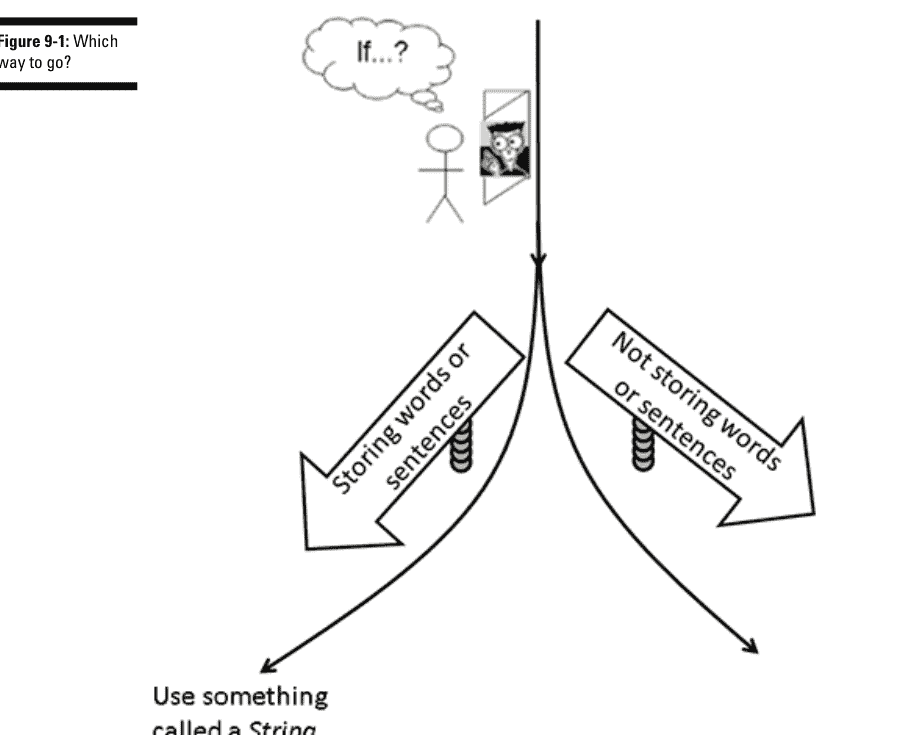 Figure 9-1: Which
way to go?
If...?
Storing words or
sentences
Not storing words
or sentences
Use something
called a String